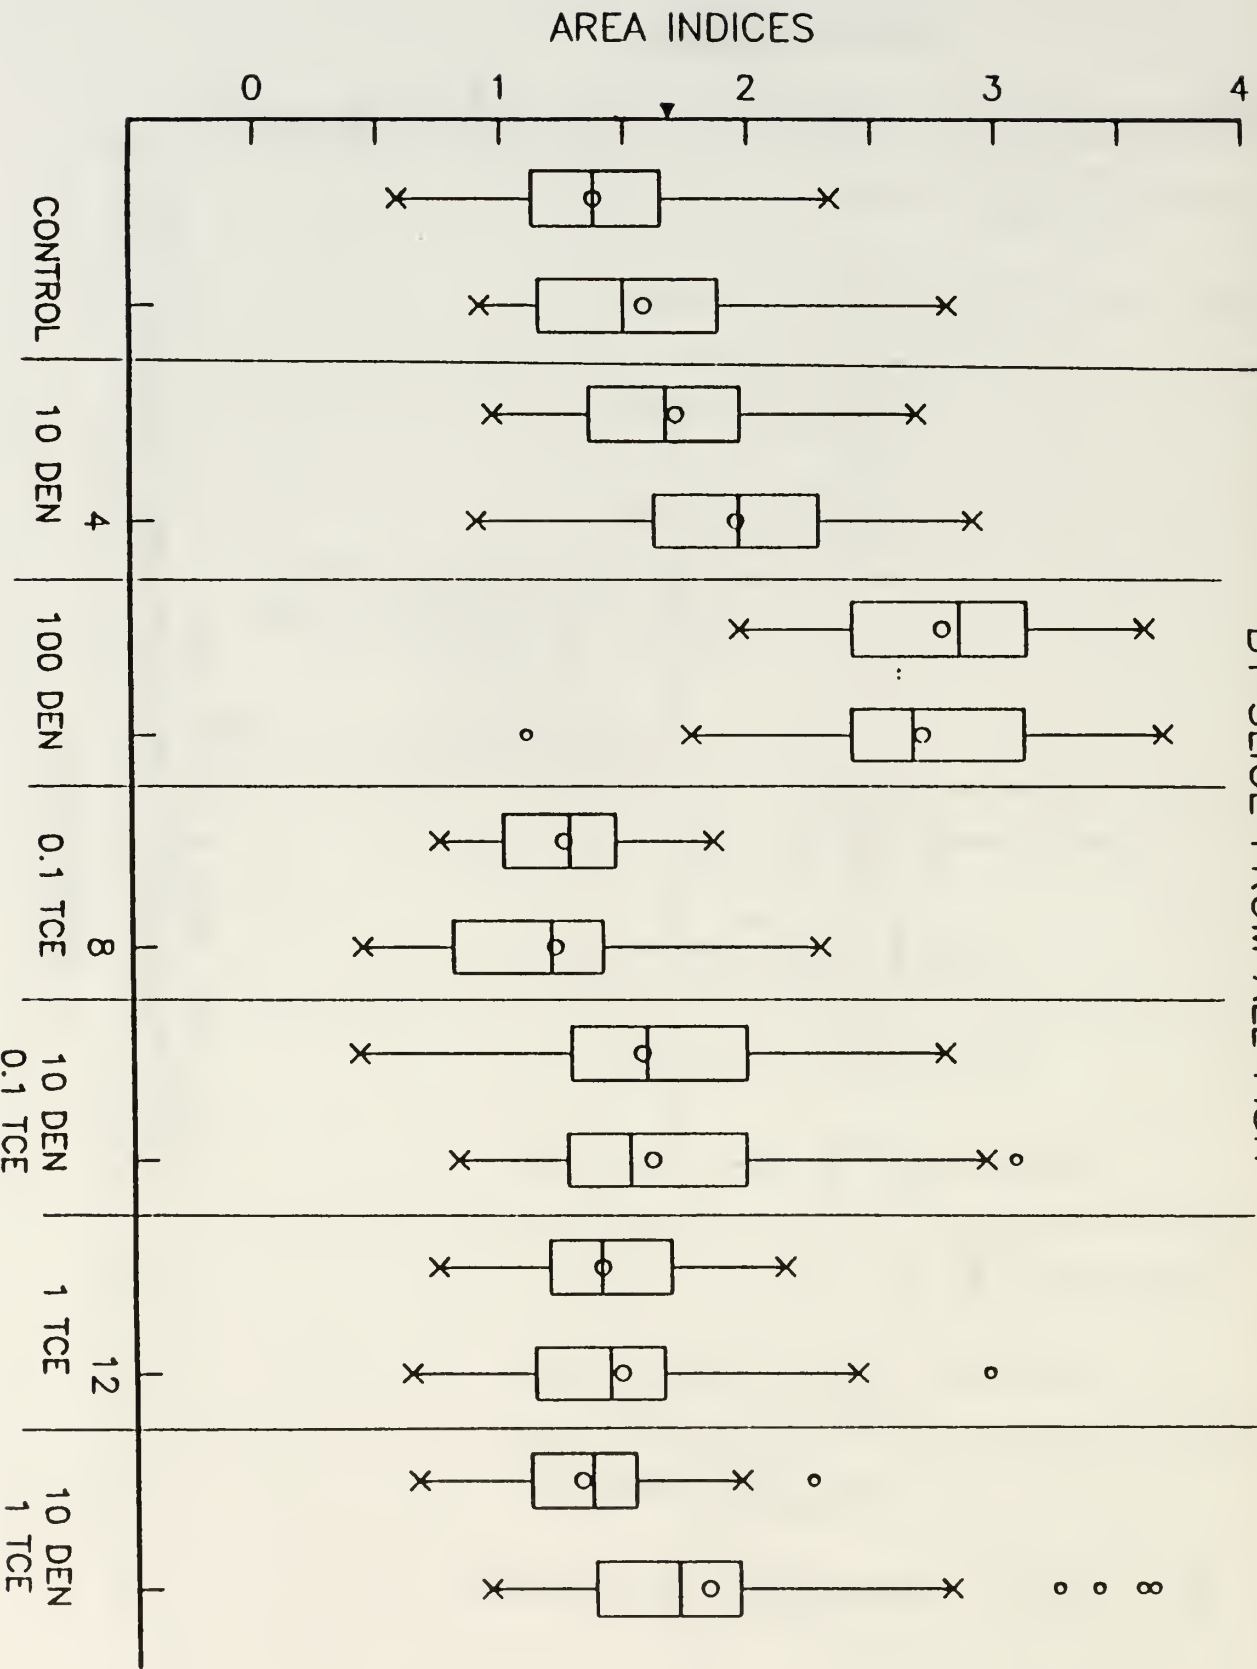 AREA INDICES
0 1 2 3 4
CONTROL
10 DEN
4
100 DEN
0.1 TCE
8
10 DEN
0.1 TCE
1 TCE
12
10 DEN
1 TCE